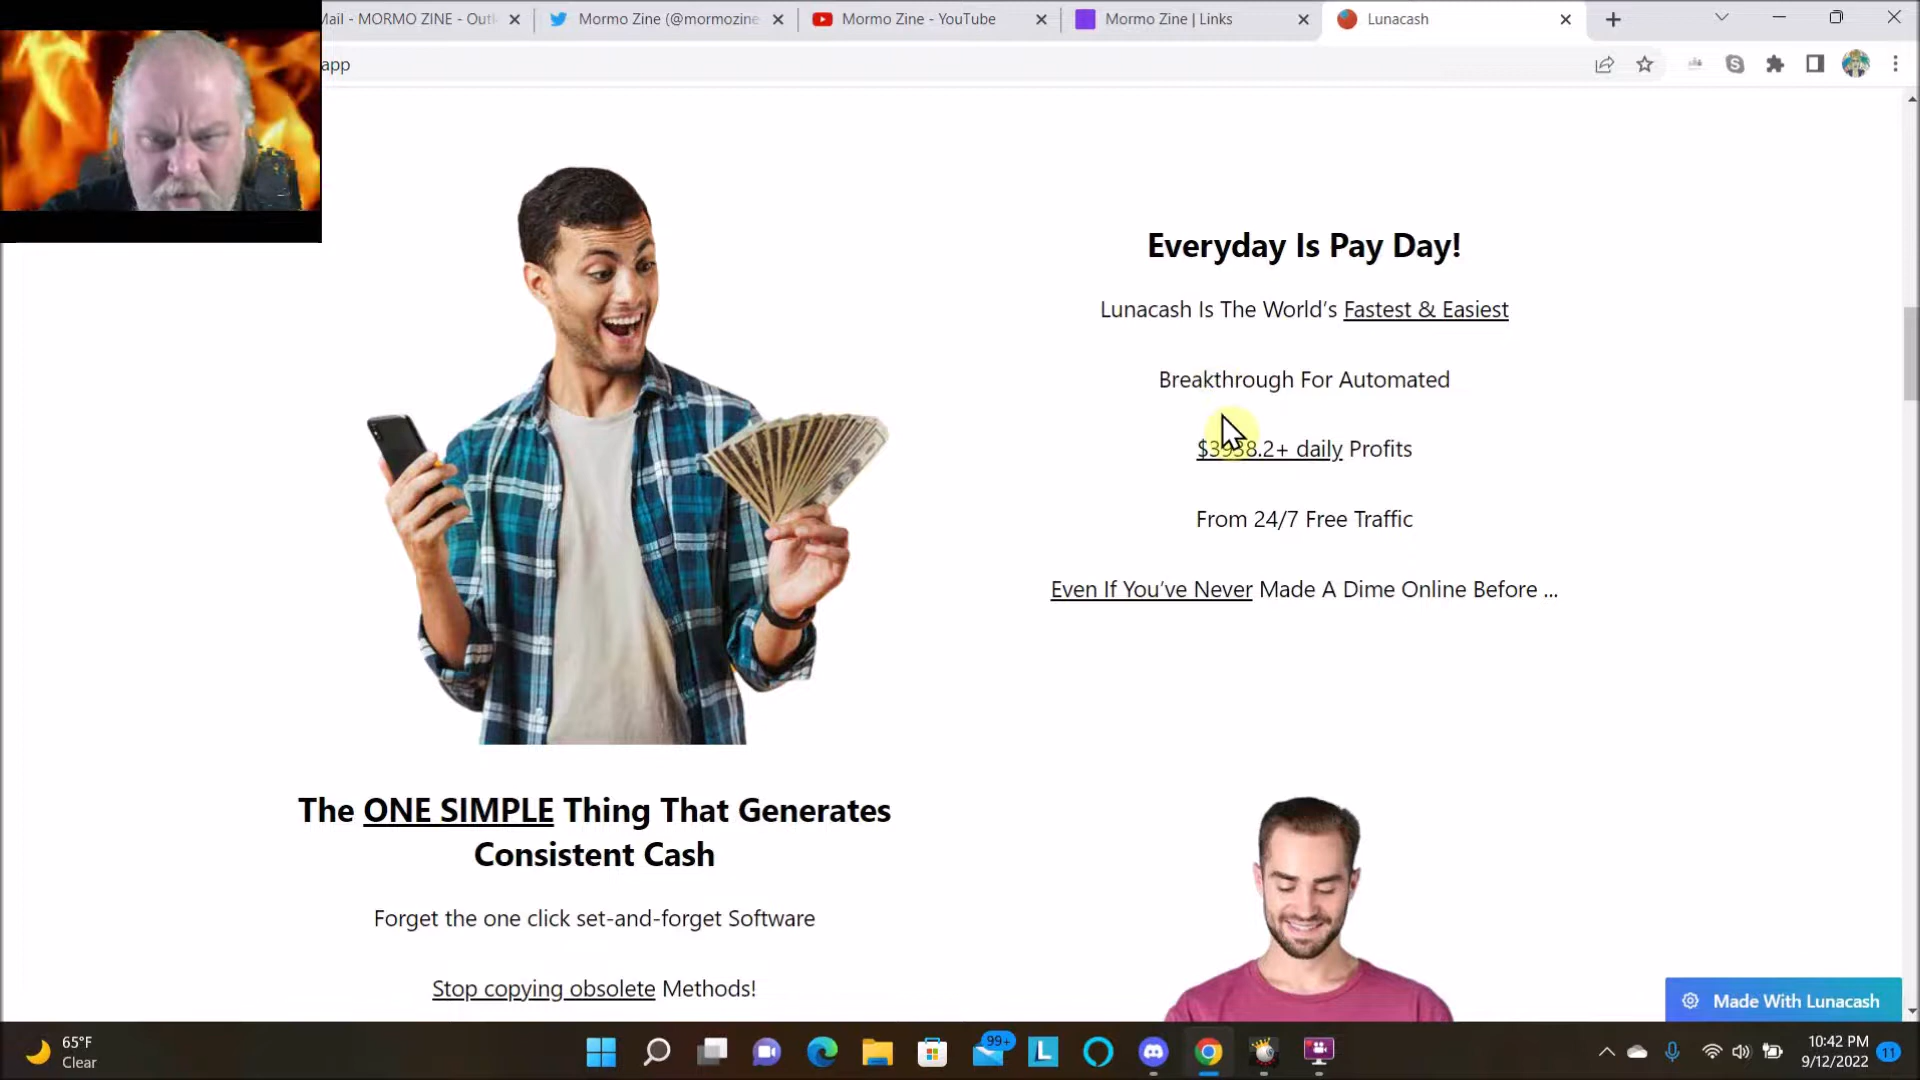 Mail - MORMO ZINE - Outl
Mormo Zine (@mormozine
Mormo Zine - YouTube
Mormo Zine | Links
Lunacash
app
Everyday Is Pay Day!
Lunacash Is The World's Fastest & Easiest
Breakthrough For Automated
$3938.2+ daily Profits
From 24/7 Free Traffic
Even If You've Never Made A Dime Online Before ...
The ONE SIMPLE Thing That Generates
Consistent Cash
Forget the one click set-and-forget Software
Stop copying obsolete Methods!
Made With Lunacash
65°F
Clear
99+
L
10:42 PM
9/12/2022
11